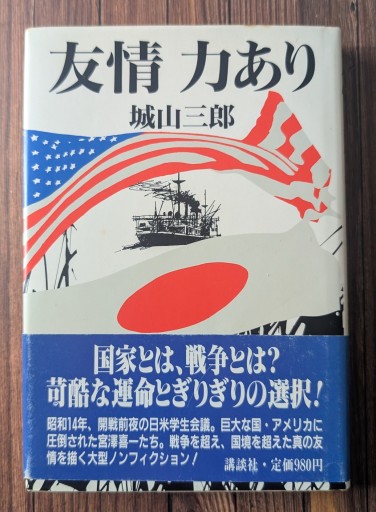 友情 力あり
城山三郎
国家とは、戦争とは?
苛酷な運命とぎりぎりの選択!
昭和14年、開戦前夜の日米学生会議。巨大な国・アメリカに
圧倒された宮澤喜一たち。戦争を超え、国境を超えた真の友
情を描く大型ノンフィクション!
講談社・定価980円